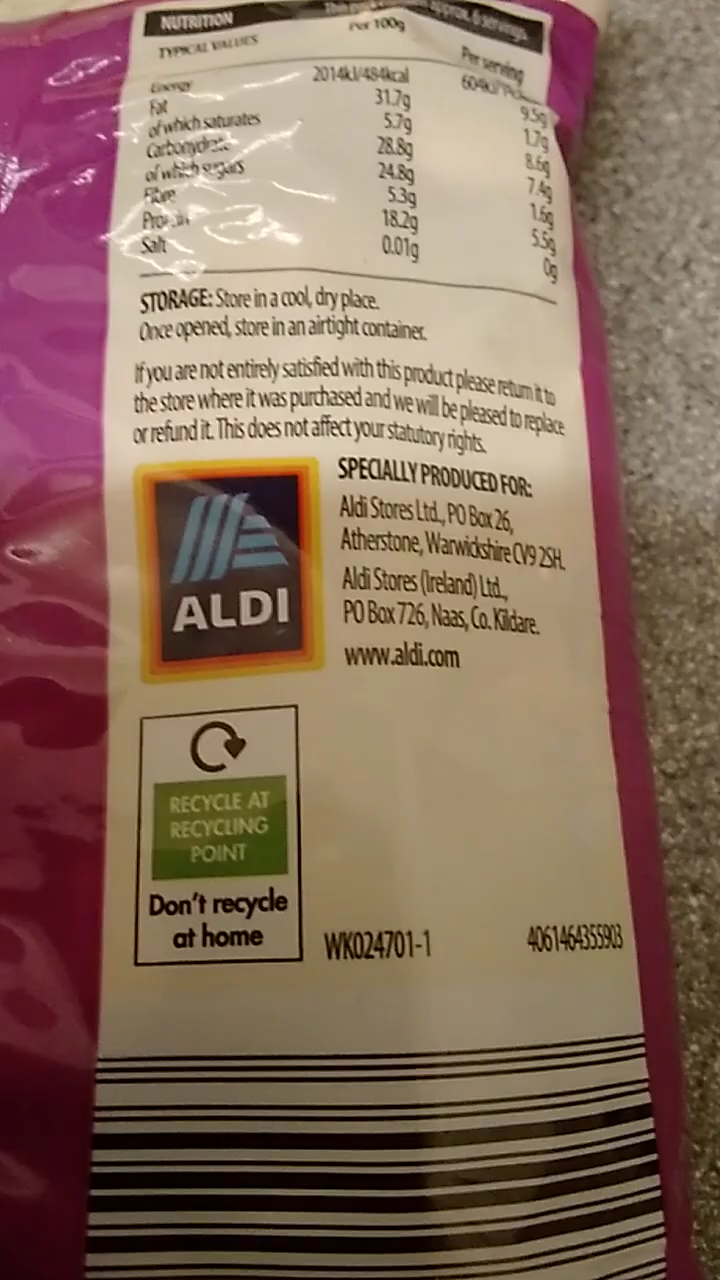 NUTRITION approx. 6 servings
TYPICAL VALUES Per 100g Per serving
Energy 2014kJ/484kcal 604kJ
Fat 31.7g 9.5g
of which saturates 5.7g 1.7g
Carbohydrate 28.8g 8.6g
of which sugars 24.8g 7.4g
Fibre 5.3g 1.6g
Protein 18.2g 5.5g
Salt 0.01g 0g
STORAGE: Store in a cool, dry place.
Once opened, store in an airtight container.
If you are not entirely satisfied with this product please return it to
the store where it was purchased and we will be pleased to replace
or refund it. This does not affect your statutory rights.
ALDI
SPECIALLY PRODUCED FOR:
Aldi Stores Ltd., PO Box 26,
Atherstone, Warwickshire CV9 2SH.
Aldi Stores (Ireland) Ltd.,
PO Box 726, Naas, Co. Kildare.
www.aldi.com
RECYCLE AT
RECYCLING
POINT
Don't recycle
at home
WK024701-1
4061464355903